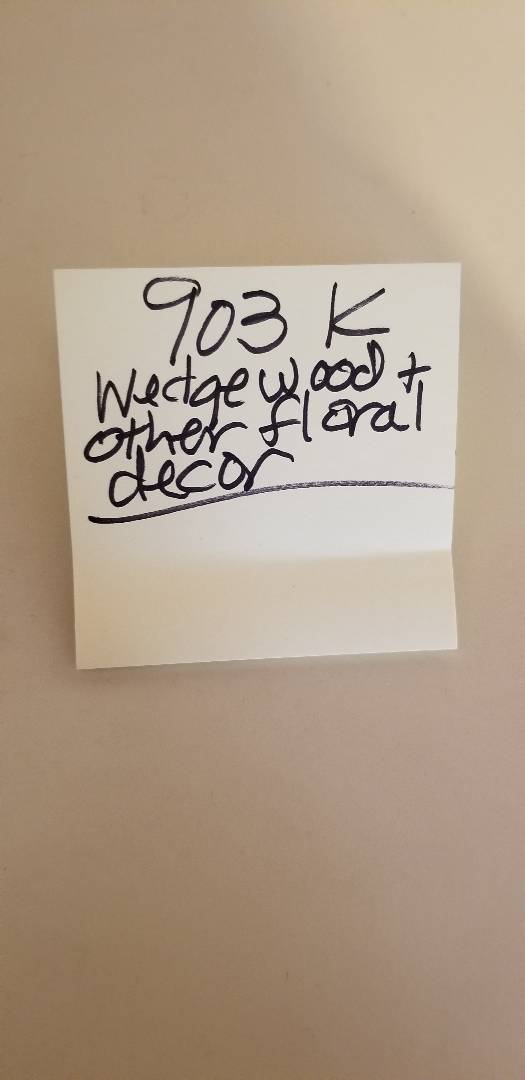 903 K
Wedgewood +
other floral
decor